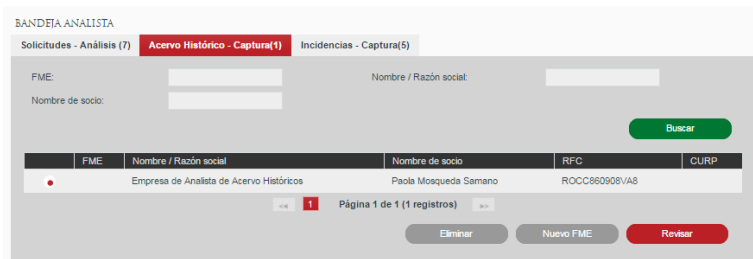 BANDEJA ANALISTA
Solicitudes - Análisis (7) Acervo Histórico - Captura(1) Incidencias - Captura(5)
FME: Nombre / Razón social:
Nombre de socio:
Buscar
FME Nombre / Razón social Nombre de socio RFC CURP
Empresa de Analista de Acervo Históricos Paola Mosqueda Samano ROCC860908VA8
<< 1 Página 1 de 1 (1 registros) >>
Eliminar Nuevo FME Revisar